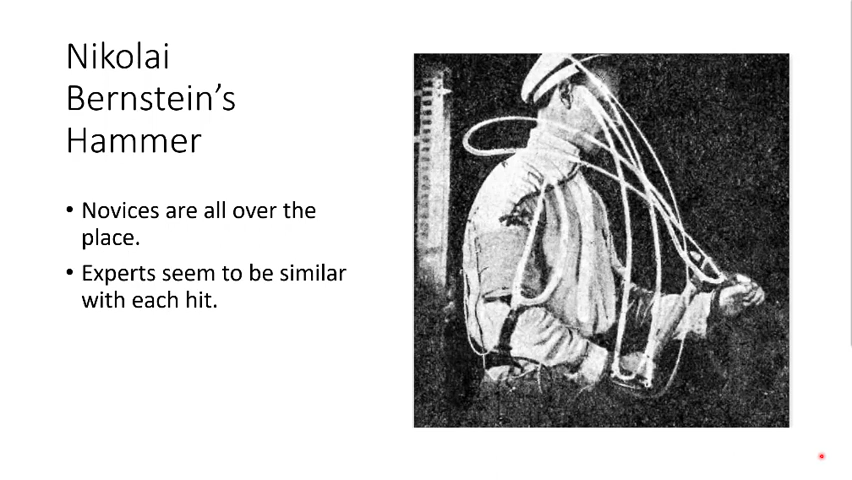 Nikolai
Bernstein’s
Hammer
• Novices are all over the
place.
• Experts seem to be similar
with each hit.